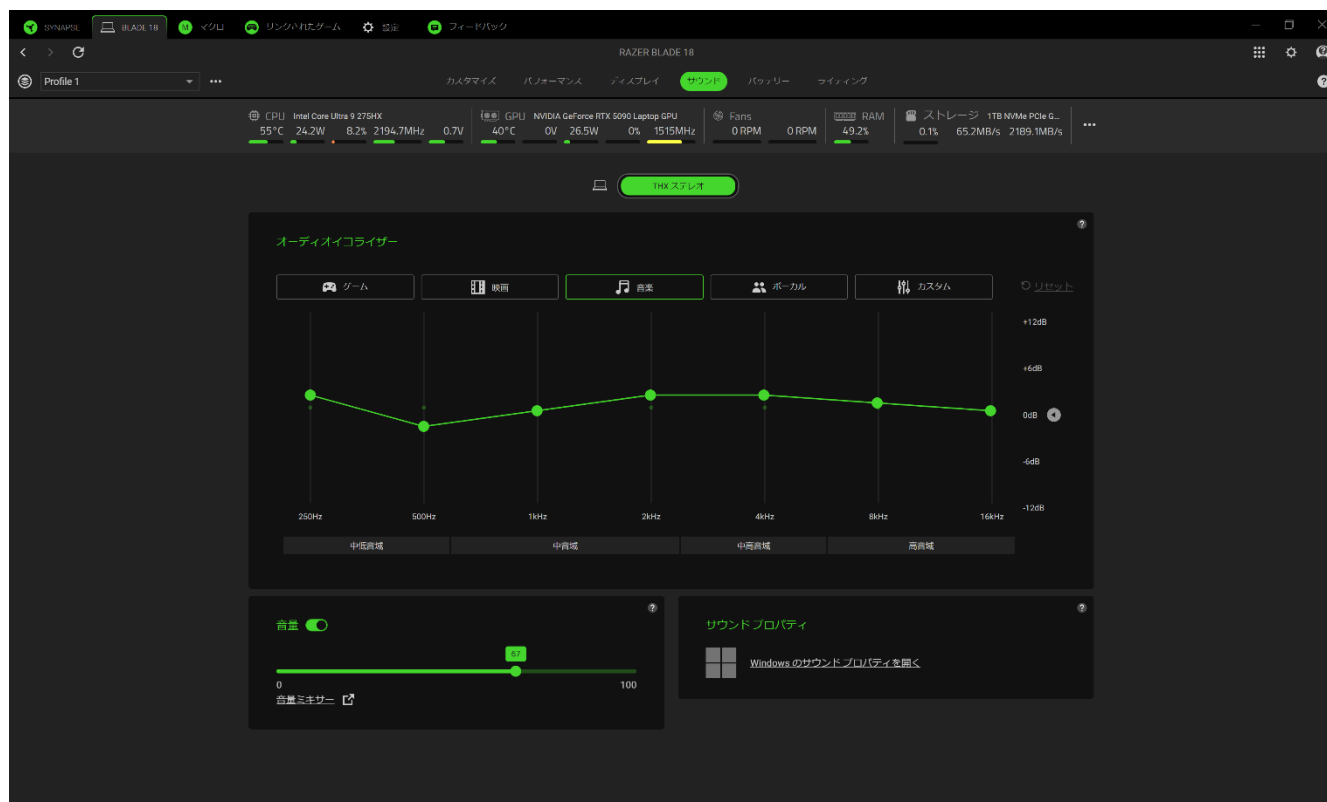 SYNAPSE BLADE 18 マクロ リンクされたゲーム 設定 フィードバック
RAZER BLADE 18
Profile 1 カスタマイズ パフォーマンス ディスプレイ サウンド バッテリー ライティング
CPU Intel Core Ultra 9 275HX GPU NVIDIA GeForce RTX 5090 Laptop GPU Fans RAM ストレージ 1TB NVMe PCIe G...
55°C 24.2W 8.2% 2194.7MHz 0.7V 40°C 0V 26.5W 0% 1515MHz 0 RPM 0 RPM 49.2% 0.1% 65.2MB/s 2189.1MB/s
THX ステレオ
オーディオイコライザー
ゲーム 映画 音楽 ボーカル カスタム リセット
+12dB
+6dB
0dB
-6dB
-12dB
250Hz 500Hz 1kHz 2kHz 4kHz 8kHz 16kHz
中低音域 中音域 中高音域 高音域
音量
67
0 100
音量ミキサー
サウンド プロパティ
Windows のサウンド プロパティを開く